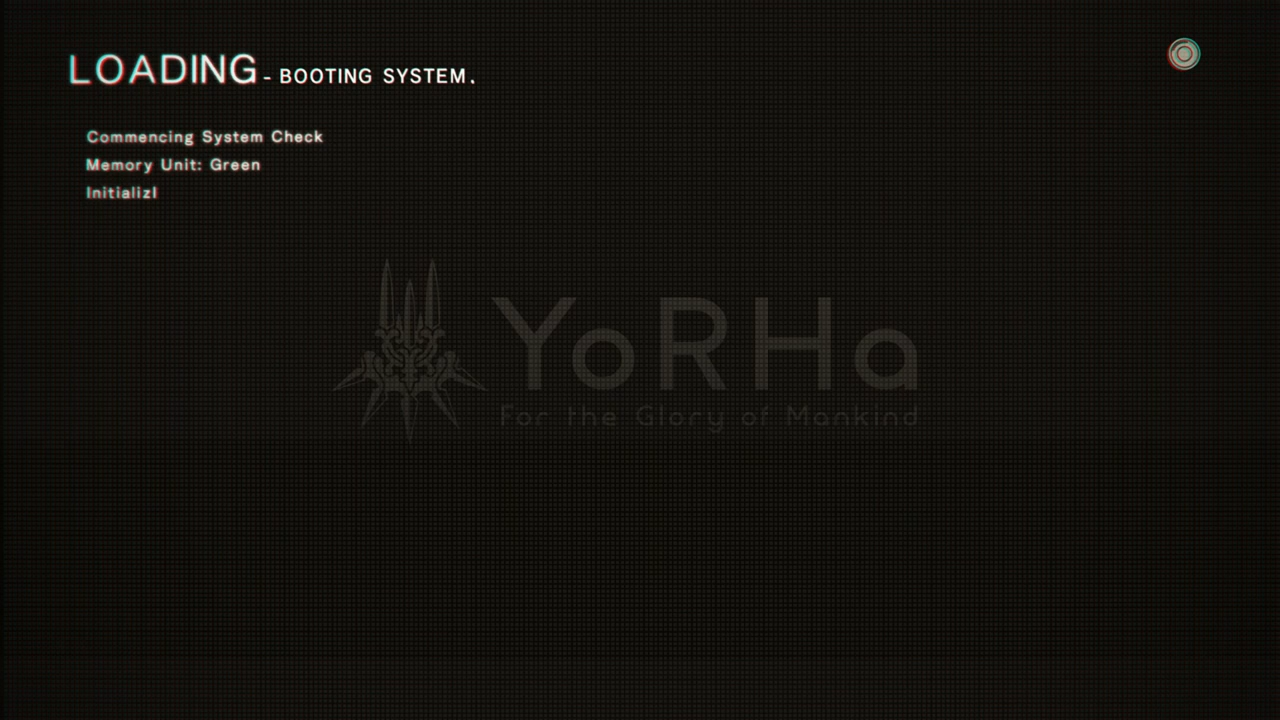 LOADING - BOOTING SYSTEM.
Commencing System Check
Memory Unit: Green
Initializl
YoRHa
For the Glory of Mankind